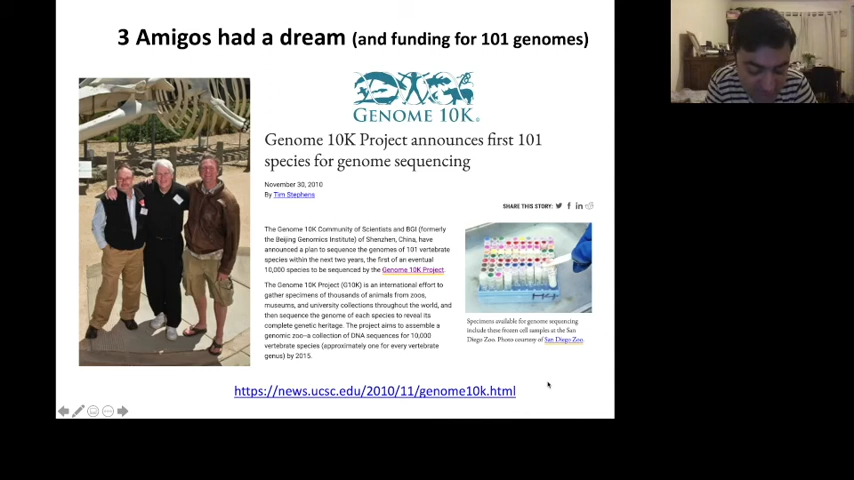 3 Amigos had a dream (and funding for 101 genomes)
GENOME 10K
Genome 10K Project announces first 101
species for genome sequencing
November 30, 2010
By Tim Stephens
SHARE THIS STORY:
The Genome 10K Community of Scientists and BGI (formerly
the Beijing Genomics Institute) of Shenzhen, China, have
announced a plan to sequence the genomes of 101 vertebrate
species within the next two years, the first of an eventual
10,000 species to be sequenced by the Genome 10K Project.
The Genome 10K Project (G10K) is an international effort to
gather specimens of thousands of animals from zoos,
museums, and university collections throughout the world, and
then sequence the genome of each species to reveal its
complete genetic heritage. The project aims to assemble a
genomic zoo–a collection of DNA sequences for 10,000
vertebrate species (approximately one for every vertebrate
genus) by 2015.
Specimens available for genome sequencing
include these frozen cell samples at the San
Diego Zoo. Photo courtesy of San Diego Zoo.
https://news.ucsc.edu/2010/11/genome10k.html